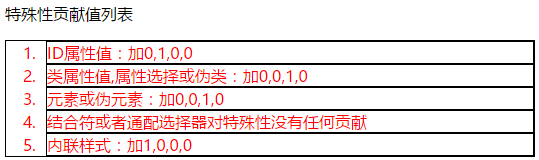 特殊性贡献值列表
1. ID属性值：加0,1,0,0
2. 类属性值,属性选择或伪类：加0,0,1,0
3. 元素或伪元素：加0,0,1,0
4. 结合符或者通配选择器对特殊性没有任何贡献
5. 内联样式：加1,0,0,0